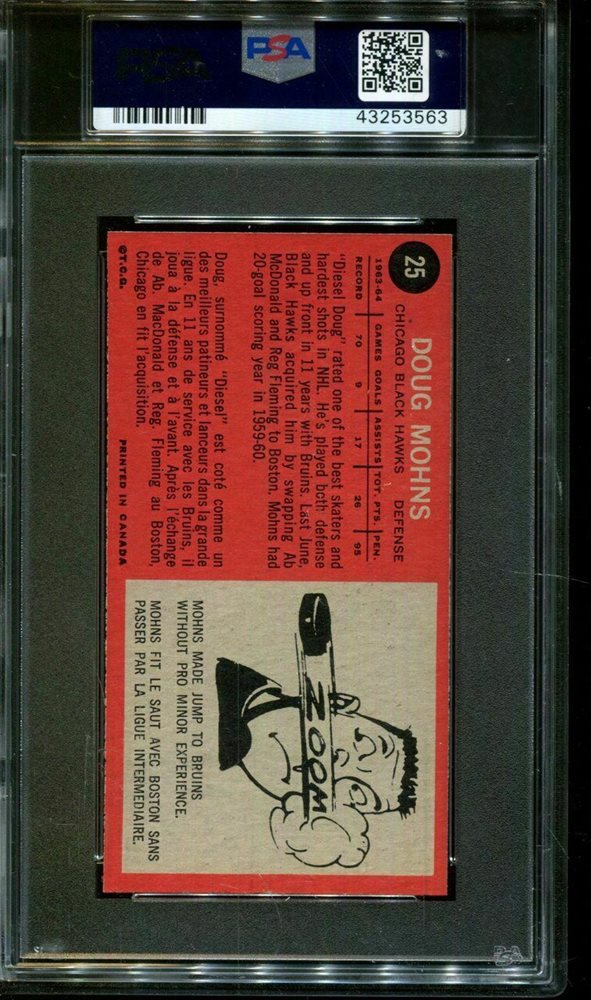 PSA
43253563
25
DOUG MOHNS
CHICAGO BLACK HAWKS DEFENSE
1963-64 GAMES GOALS ASSISTS TOT. PTS. PEN.
RECORD 70 9 17 26 95
"Diesel Doug" rated one of the best skaters and
hardest shots in NHL. He's played both defense
and up front in 11 years with Bruins. Last June,
Black Hawks acquired him by swapping Ab
McDonald and Reg Fleming to Boston. Mohns had
20-goal scoring year in 1959-60.
Doug, surnommé "Diesel" est coté comme un
des meilleurs patineurs et lanceurs dans la grande
ligue. En 11 ans de service avec les Bruins, il
joua à la défense et à l'avant. Après l'échange
de Ab. MacDonald et Reg. Fleming au Boston,
Chicago en fit l'acquisition.
©T.C.G. PRINTED IN CANADA
ZOOM
MOHNS MADE JUMP TO BRUINS
WITHOUT PRO MINOR EXPERIENCE.
MOHNS FIT LE SAUT AVEC BOSTON SANS
PASSER PAR LA LIGUE INTERMEDIAIRE.
PSA